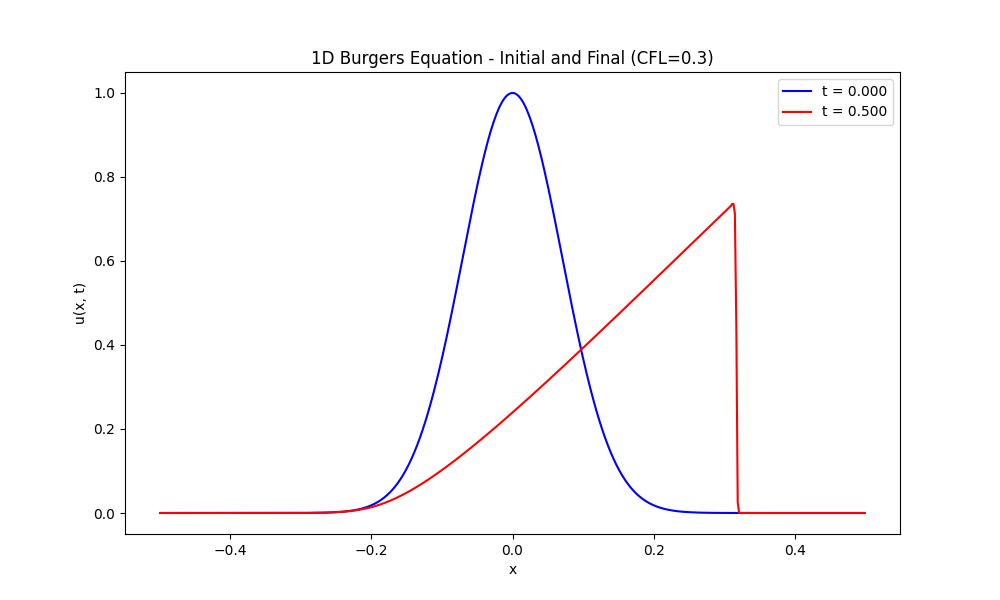 1D Burgers Equation - Initial and Final (CFL=0.3)
t = 0.000
t = 0.500
1.0
0.8
0.6
0.4
0.2
0.0
u(x, t)
−0.4
−0.2
0.0
0.2
0.4
x